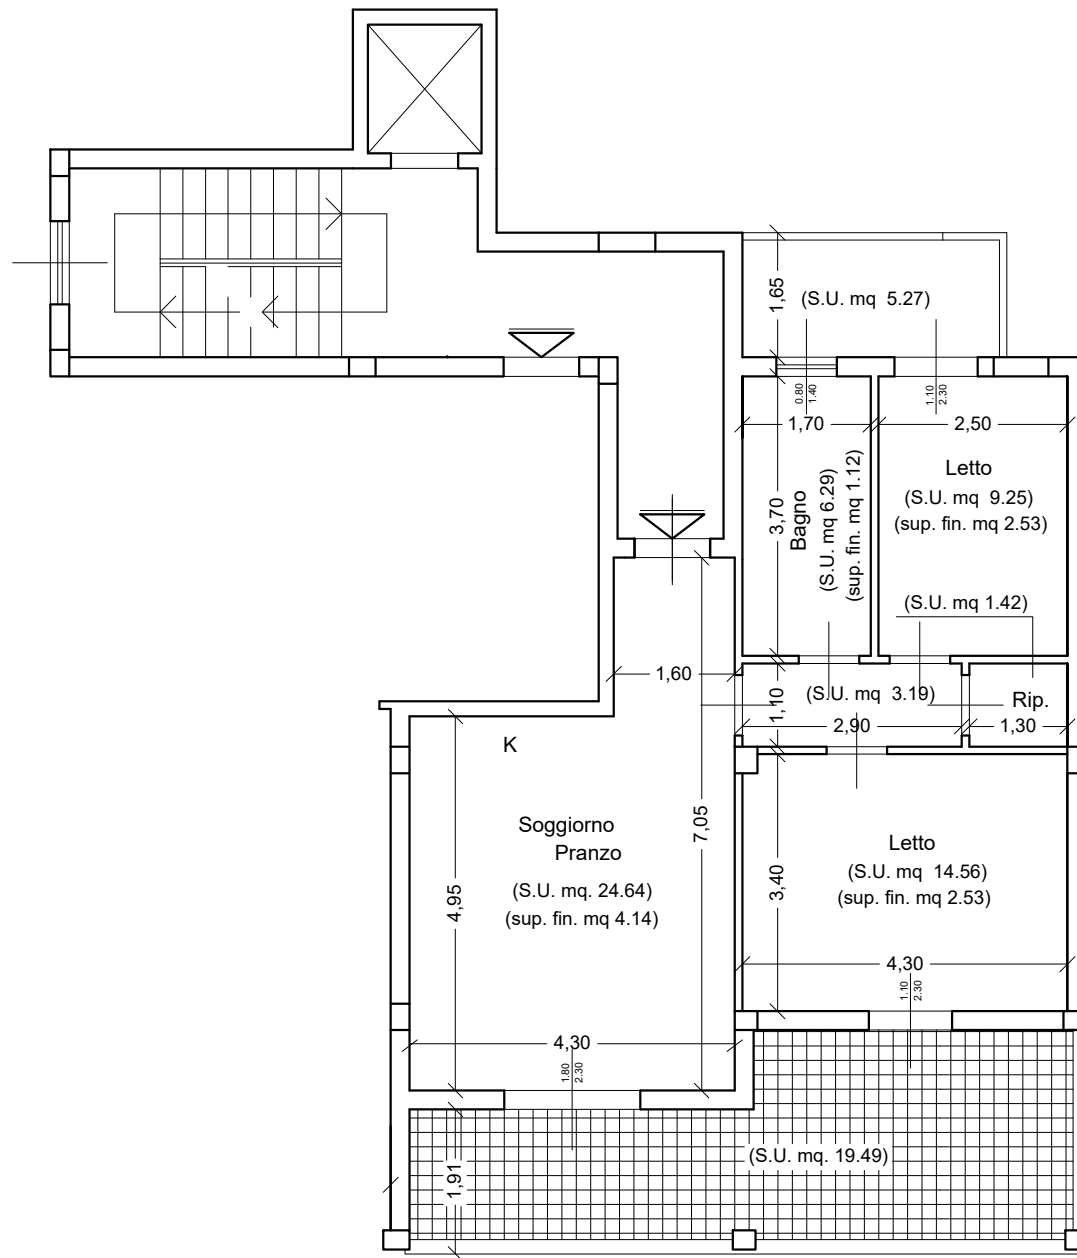 1,65
(S.U. mq 5.27)
0.80
1.40
1.10
2.30
1,70
2,50
3,70
Bagno
(S.U. mq 6.29)
(sup. fin. mq 1.12)
Letto
(S.U. mq 9.25)
(sup. fin. mq 2.53)
(S.U. mq 1.42)
1,60
1,10
(S.U. mq 3.19)
2,90
Rip.
1,30
K
7,05
Soggiorno
Pranzo
(S.U. mq. 24.64)
(sup. fin. mq 4.14)
4,95
3,40
Letto
(S.U. mq 14.56)
(sup. fin. mq 2.53)
4,30
1.10
2.30
4,30
1.80
2.30
(S.U. mq. 19.49)
1,91